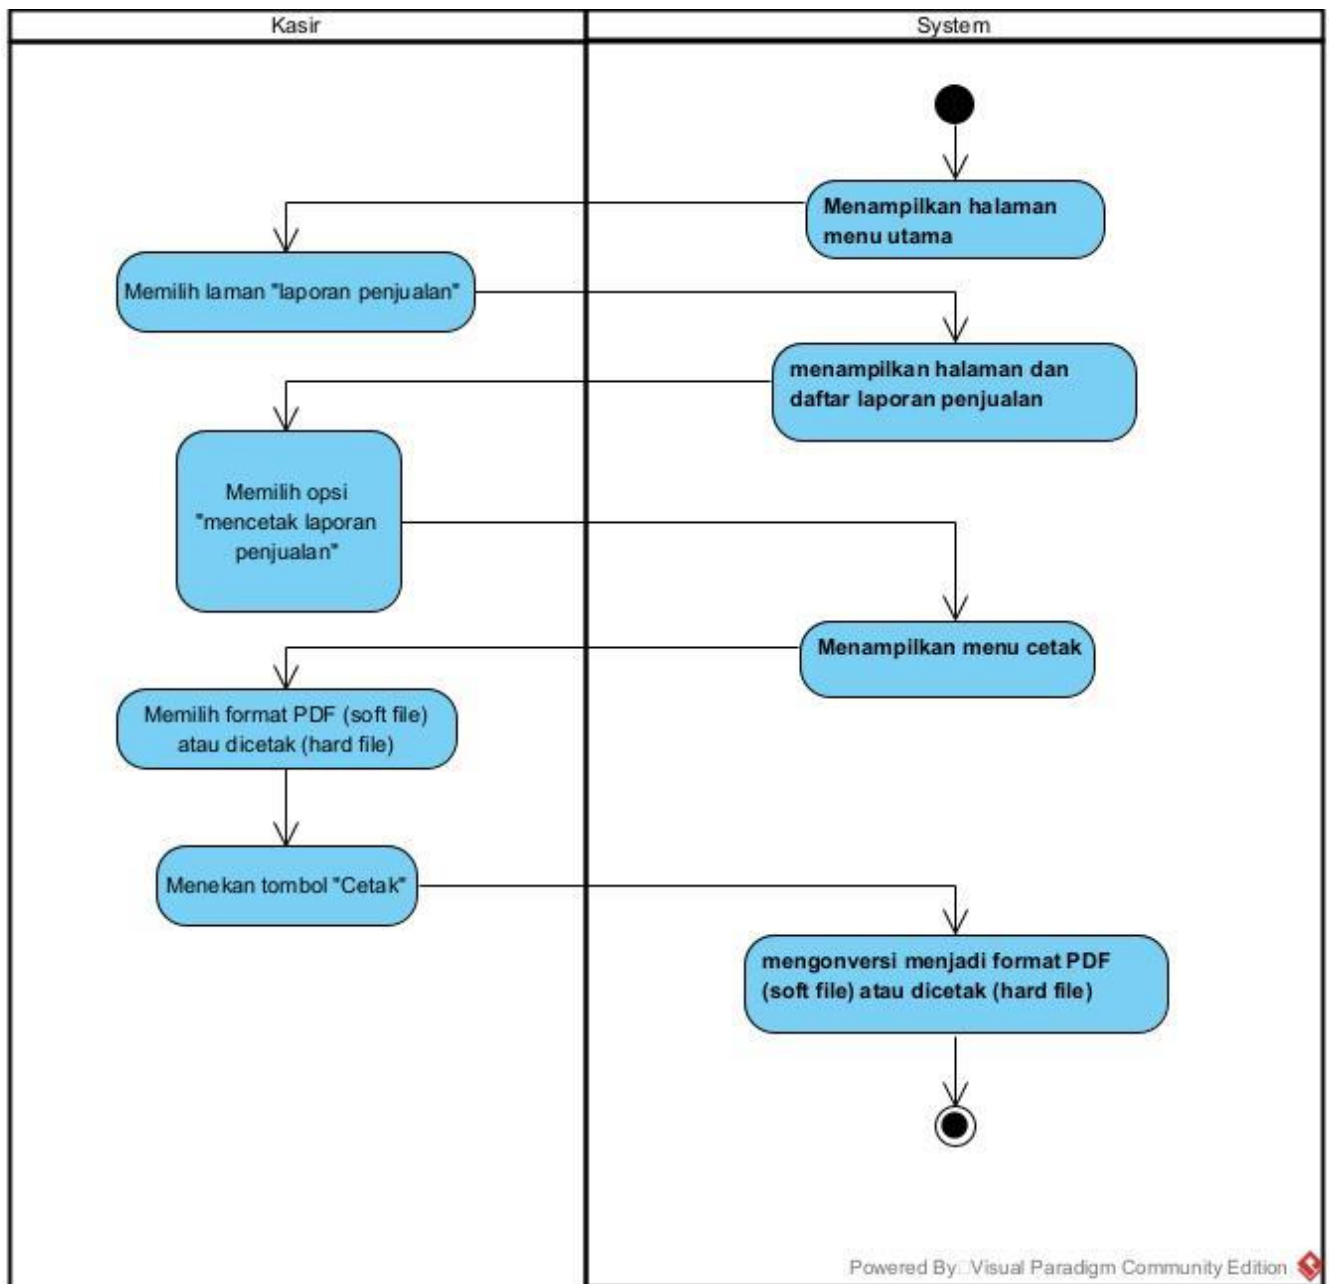 Kasir
System
Menampilkan halaman
menu utama
Memilih laman "laporan penjualan"
menampilkan halaman dan
daftar laporan penjualan
Memilih opsi
"mencetak laporan
penjualan"
Menampilkan menu cetak
Memilih format PDF (soft file)
atau dicetak (hard file)
Menekan tombol "Cetak"
mengonversi menjadi format PDF
(soft file) atau dicetak (hard file)
Powered By Visual Paradigm Community Edition